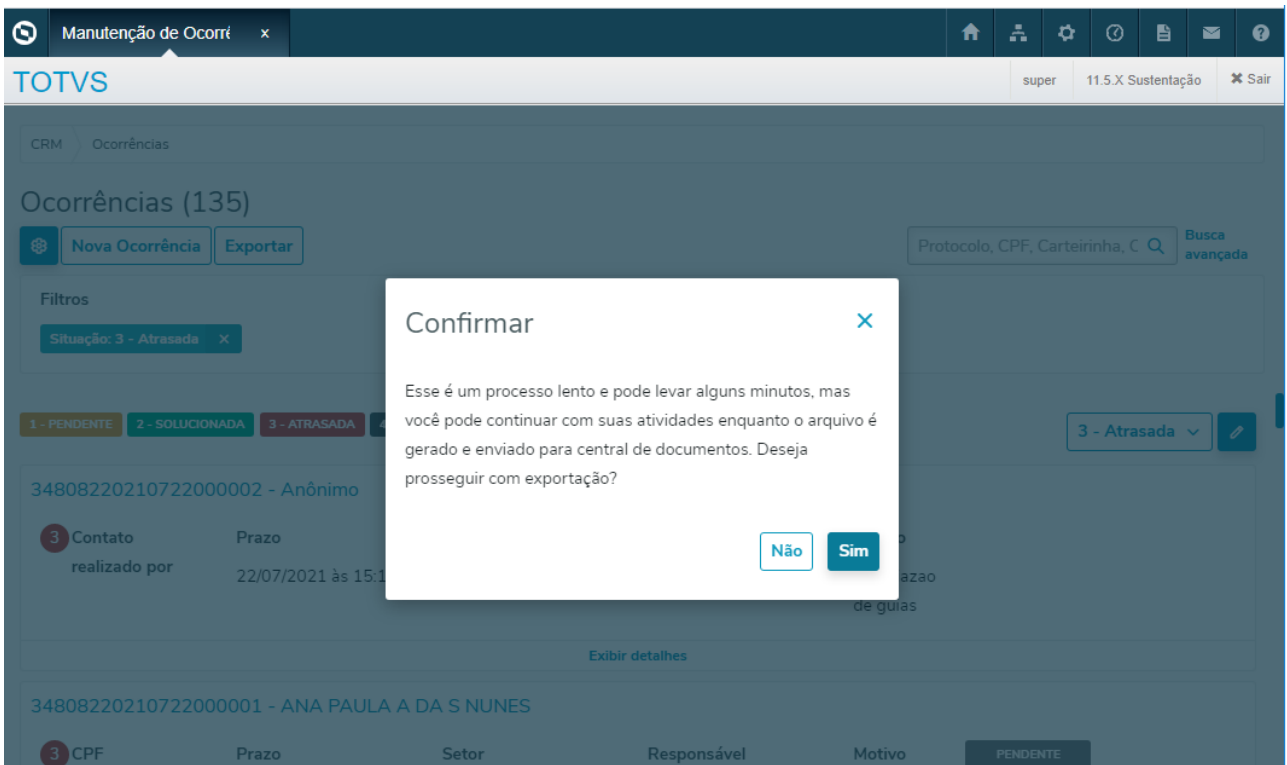 Manutenção de Ocorrê x
TOTVS
super 11.5.X Sustentação Sair
CRM Ocorrências
Ocorrências (135)
Nova Ocorrência Exportar
Protocolo, CPF, Carteirinha, C
Busca avançada
Filtros
Situação: 3 - Atrasada x
1 - PENDENTE 2 - SOLUCIONADA 3 - ATRASADA 4
3 - Atrasada
Confirmar
Esse é um processo lento e pode levar alguns minutos, mas
você pode continuar com suas atividades enquanto o arquivo é
gerado e enviado para central de documentos. Deseja
prosseguir com exportação?
Não Sim
34808220210722000002 - Anônimo
3 Contato realizado por
Prazo
22/07/2021 às 15:1
azao
de guias
Exibir detalhes
34808220210722000001 - ANA PAULA A DA S NUNES
3 CPF Prazo Setor Responsável Motivo PENDENTE